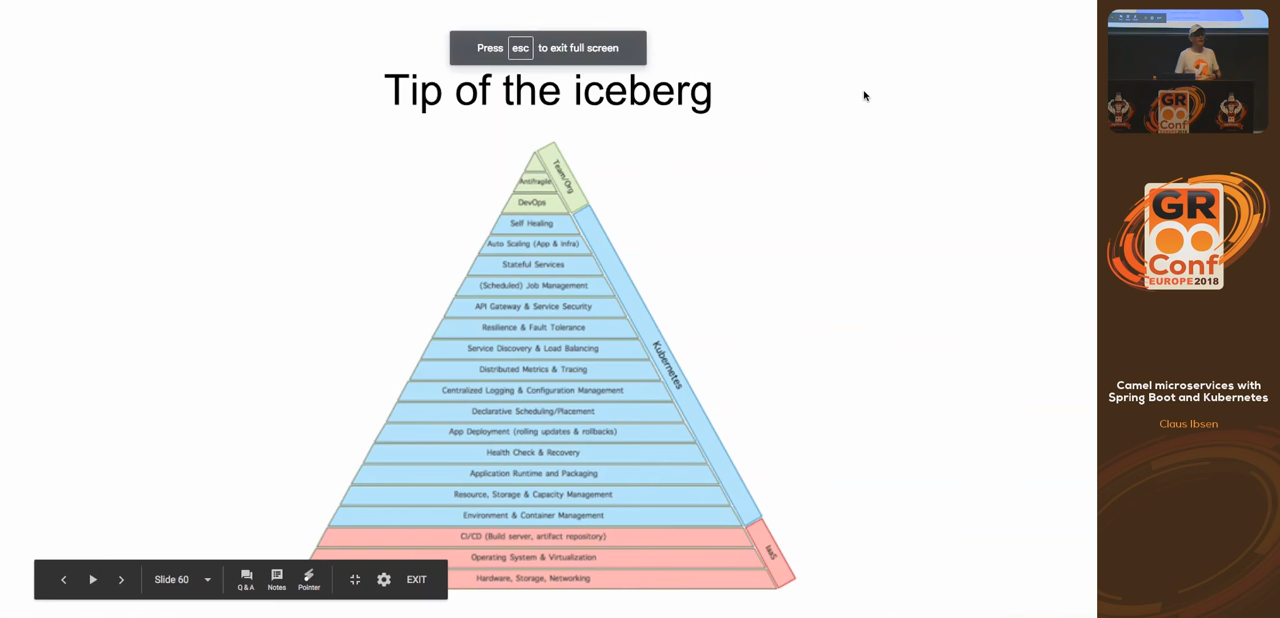 Press esc to exit full screen
Tip of the iceberg
Team/Org
Antifragile
DevOps
Self Healing
Auto Scaling (App & infra)
Stateful Services
(Scheduled) Job Management
API Gateway & Service Security
Resilience & Fault Tolerance
Service Discovery & Load Balancing
Kubernetes
Distributed Metrics & Tracing
Centralized Logging & Configuration Management
Declarative Scheduling/Placement
App Deployment (rolling updates & rollbacks)
Health Check & Recovery
Application Runtime and Packaging
Resource, Storage & Capacity Management
Environment & Container Management
CI/CD (Build server, artifact repository)
Operating System & Virtualization
IaaS
Hardware, Storage, Networking
Slide 60
Q & A
Notes
Pointer
EXIT
GR
Conf
GR8
Conf
EUROPE2018
Camel microservices with
Spring Boot and Kubernetes
Claus Ibsen